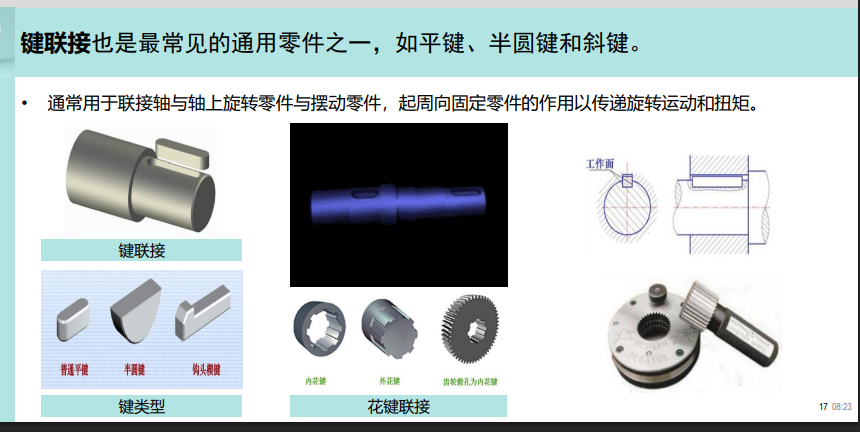 键联接也是最常见的通用零件之一，如平键、半圆键和斜键。
• 通常用于联接轴与轴上旋转零件与摆动零件，起周向固定零件的作用以传递旋转运动和扭矩。
工作面
键联接
普通平键 半圆键 钩头楔键
内花键 外花键 齿轮毂孔为内花键
键类型
花键联接
17 08:23